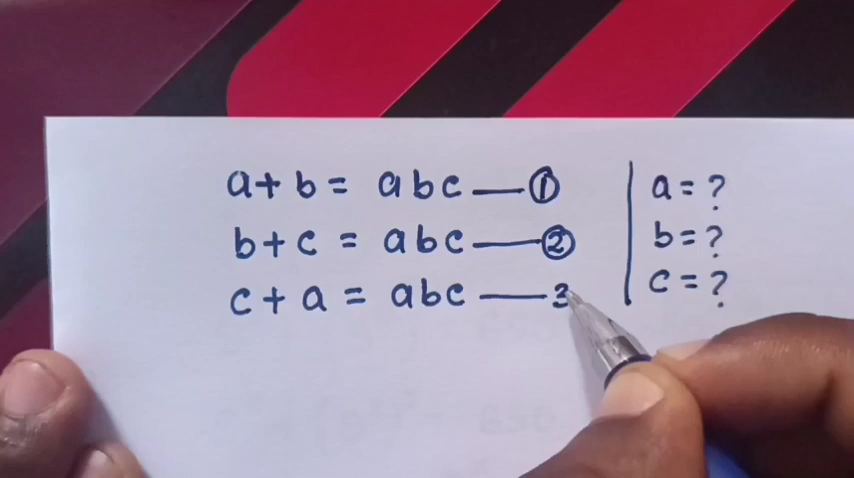 a + b = abc — ① | a = ?
b + c = abc — ② | b = ?
c + a = abc — 3 | c = ?